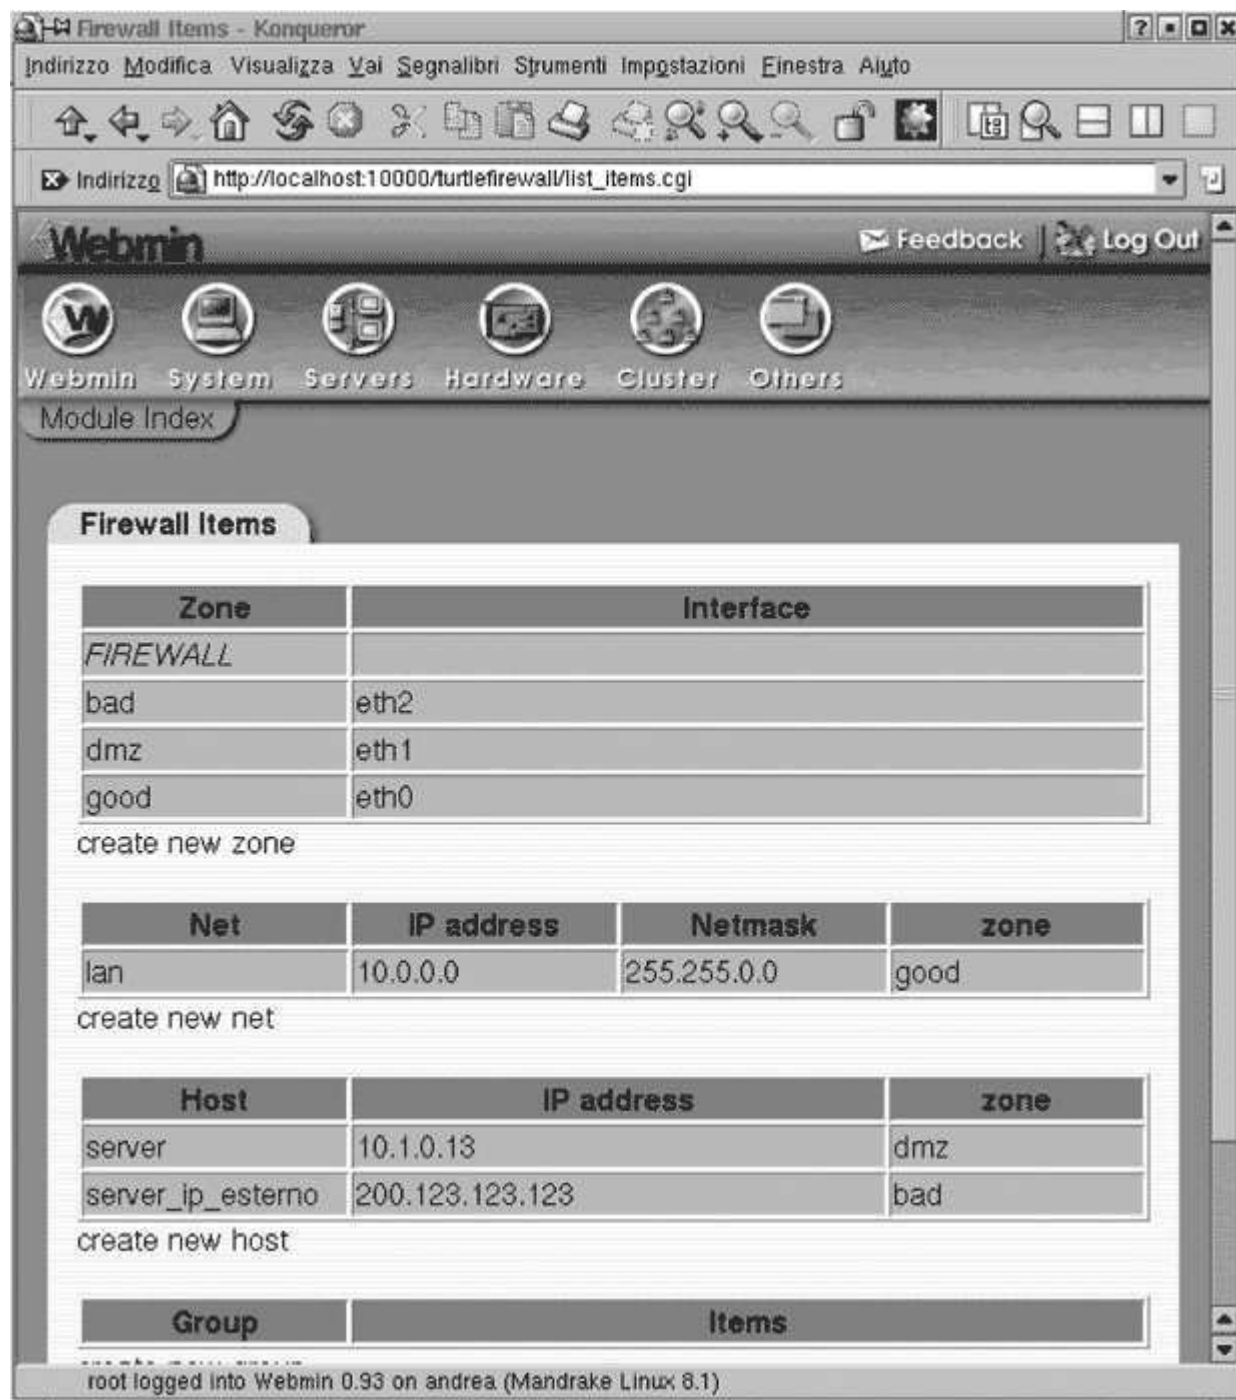 Firewall Items - Konqueror
Indirizzo Modifica Visualizza Vai Segnalibri Strumenti Impostazioni Finestra Aiuto
Indirizzo http://localhost:10000/turtlefirewall/list_items.cgi
Webmin Feedback Log Out
Webmin System Servers Hardware Cluster Others
Module Index
Firewall Items
Zone Interface
FIREWALL
bad eth2
dmz eth1
good eth0
create new zone
Net IP address Netmask zone
lan 10.0.0.0 255.255.0.0 good
create new net
Host IP address zone
server 10.1.0.13 dmz
server_ip_esterno 200.123.123.123 bad
create new host
Group Items
create new group
root logged into Webmin 0.93 on andrea (Mandrake Linux 8.1)